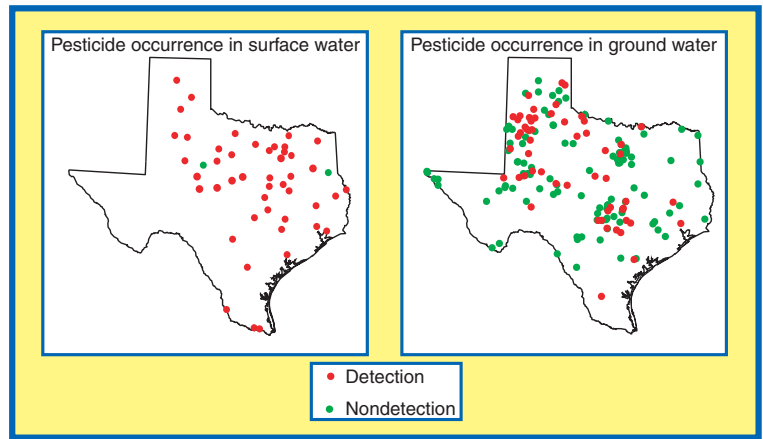 Pesticide occurrence in surface water
Pesticide occurrence in ground water
Detection
Nondetection